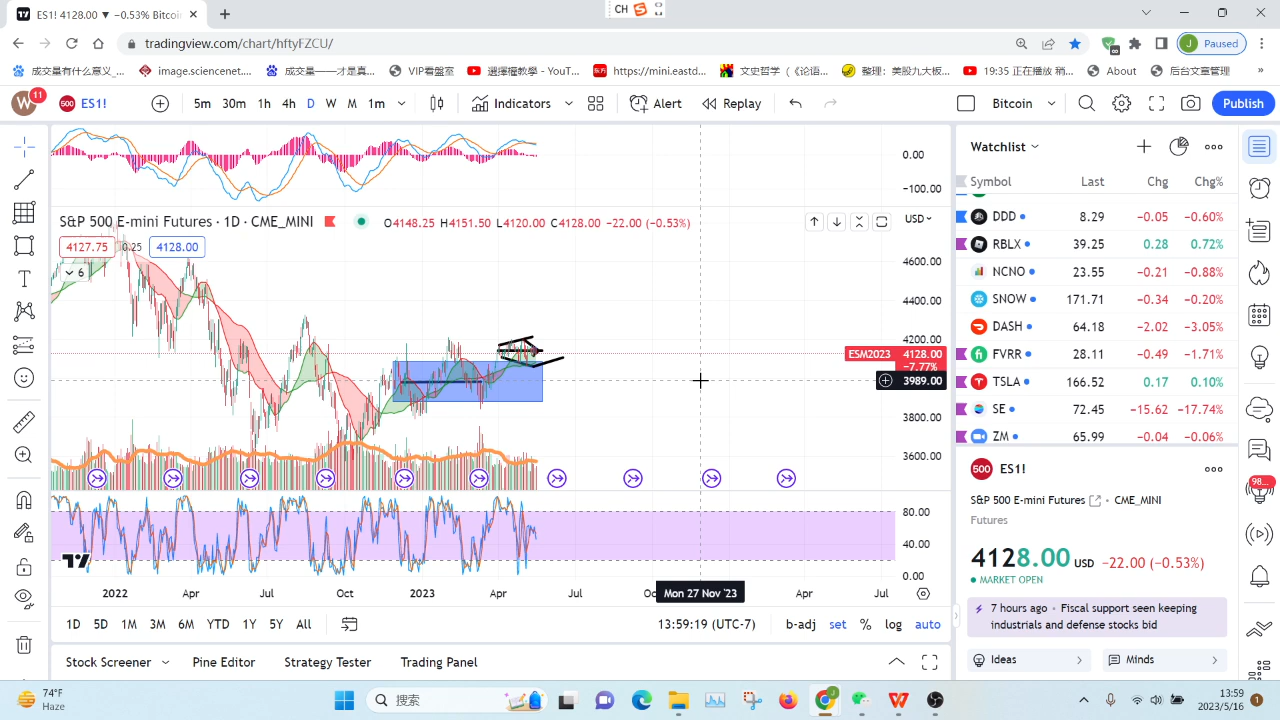 ES1! 4128.00 ▼ −0.53% Bitcoi
CH
tradingview.com/chart/hftyFZCU/
J Paused
成交量有什么意义_...
image.sciencenet....
成交量——才是真...
VIP看盤室
選擇權教學 - YouT...
https://mini.eastd...
文史哲学（《论语...
整理：美股九大板...
19:35 正在播放 稍...
About
后台文章管理
»
W 11
500 ES1!
5m 30m 1h 4h D W M 1m
Indicators
Alert
Replay
Bitcoin
Publish
0.00
−100.00
S&P 500 E-mini Futures · 1D · CME_MINI
O4148.25 H4151.50 L4120.00 C4128.00 −22.00 (−0.53%)
USD
4127.75 0.25 4128.00
6
4600.00
4400.00
4200.00
ESM2023 4128.00
−7.77%
3989.00
3800.00
3600.00
80.00
40.00
0.00
2022 Apr Jul Oct 2023 Apr Jul Oc Mon 27 Nov '23 Apr Jul
1D 5D 1M 3M 6M YTD 1Y 5Y All
13:59:19 (UTC-7)
b-adj set % log auto
Stock Screener
Pine Editor
Strategy Tester
Trading Panel
Watchlist
Symbol Last Chg Chg%
DDD 8.29 −0.05 −0.60%
RBLX 39.25 0.28 0.72%
NCNO 23.55 −0.21 −0.88%
SNOW 171.71 −0.34 −0.20%
DASH 64.18 −2.02 −3.05%
FVRR 28.11 −0.49 −1.71%
TSLA 166.52 0.17 0.10%
SE 72.45 −15.62 −17.74%
ZM 65.99 −0.04 −0.06%
500 ES1!
S&P 500 E-mini Futures · CME_MINI
Futures
4128.00 USD −22.00 (−0.53%)
MARKET OPEN
7 hours ago · Fiscal support seen keeping
industrials and defense stocks bid
Ideas
Minds
98...
74°F
Haze
搜索
13:59
2023/5/16
1